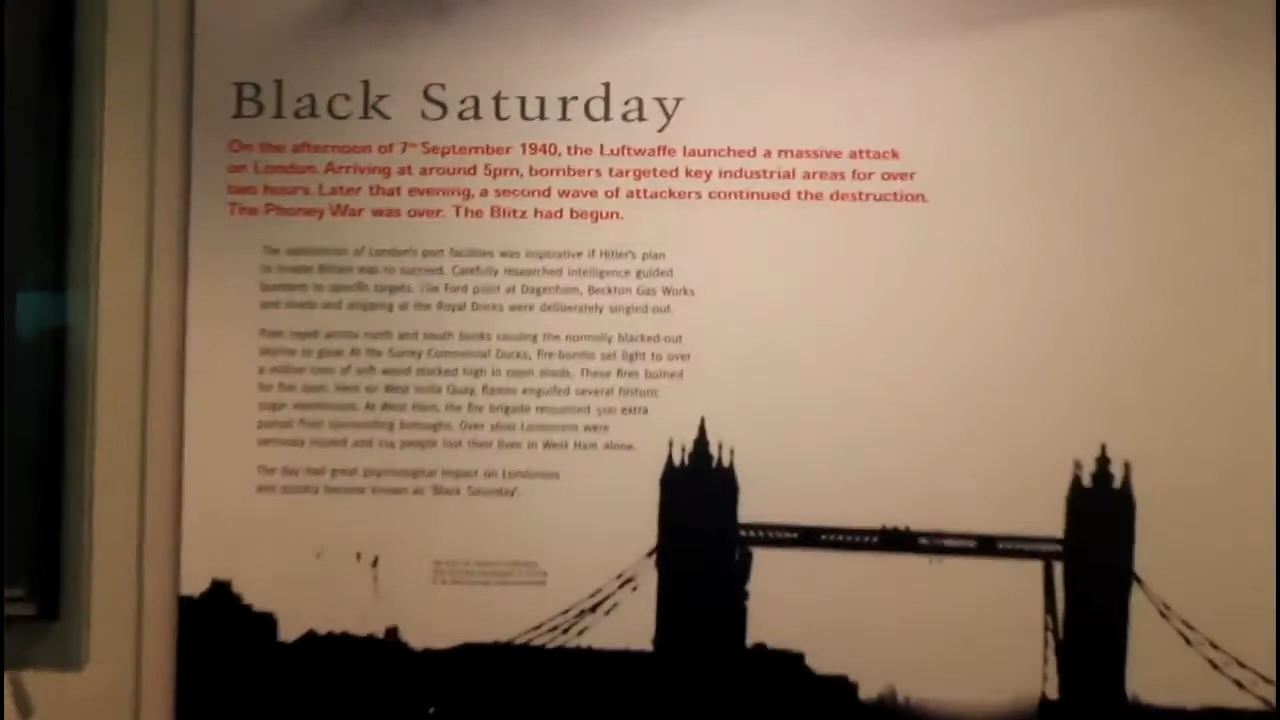 Black Saturday
On the afternoon of 7th September 1940, the Luftwaffe launched a massive attack
on London. Arriving at around 5pm, bombers targeted key industrial areas for over
two hours. Later that evening, a second wave of attackers continued the destruction.
The Phoney War was over. The Blitz had begun.
The of London's port facilities was imperative if Hitler's plan
to invade Britain was to succeed. Carefully researched intelligence guided
bombers to specific targets. The Ford plant at Dagenham, Beckton Gas Works
and sheds and shipping at the Royal Docks were deliberately singled out.
Fires raged across north and south banks causing the normally blacked-out
skyline to glow. At the Surrey Commercial Docks, fire-bombs set light to over
a million tons of soft wood stacked high in open stacks. These fires burned
for five days. Here on West India Quay, flames engulfed several historic
sugar warehouses. At West Ham, the fire brigade requested 500 extra
pumps from surrounding boroughs. Over Londoners were
seriously injured and people lost their lives in West Ham alone.
The day had great psychological impact on Londoners
and quickly became known as 'Black Saturday'.